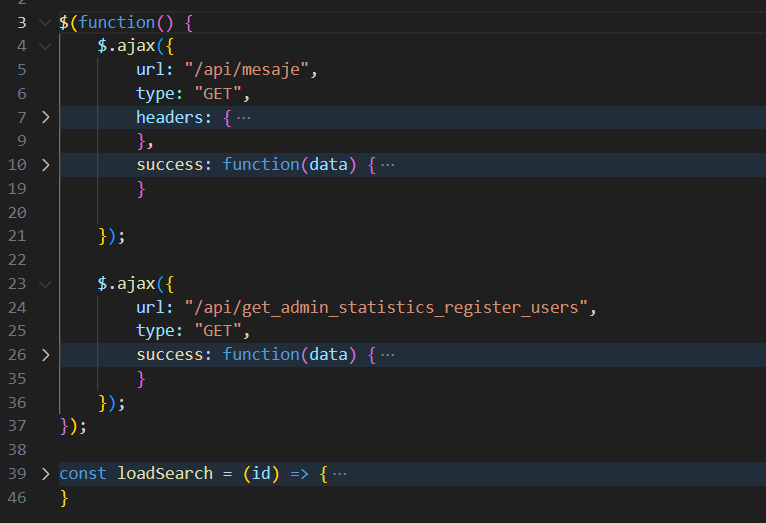 3 $(function() {
4 $.ajax({
5 url: "/api/mesaje",
6 type: "GET",
7 headers: { ···
9 },
10 success: function(data) { ···
19 }
20
21 });
22
23 $.ajax({
24 url: "/api/get_admin_statistics_register_users",
25 type: "GET",
26 success: function(data) { ···
35 }
36 });
37 });
38
39 const loadSearch = (id) => { ···
46 }